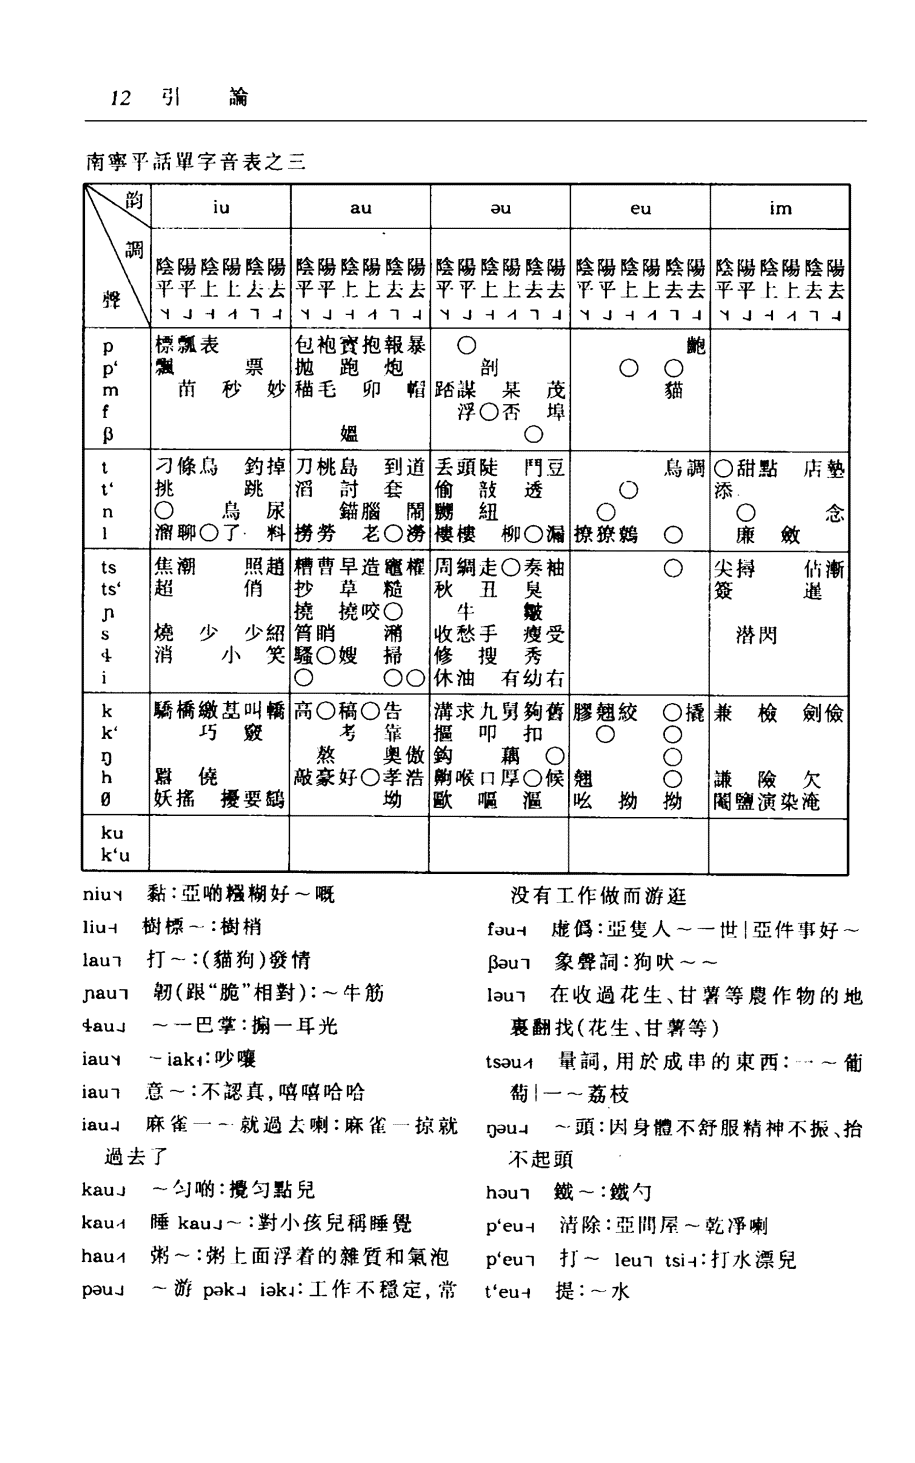 12 引 論
南寧平話單字音表之三
韵 iu au əu eu im
調
陰陽陰陽陰陽 陰陽陰陽陰陽 陰陽陰陽陰陽 陰陽陰陽陰陽 陰陽陰陽陰陽
聲 平平上上去去 平平上上去去 平平上上去去 平平上上去去 平平上上去去
p 標瓢表 包袍寶抱報暴 ○ 鮑
p‘ 飄 票 抛 跑 炮 剖 ○ ○
m 苗 秒 妙 貓毛 卯 帽 踎謀 某 茂 貓
f 浮○否 埠
β 媼 ○
t 刁條鳥 釣掉 刀桃島 到道 丢頭陡 鬥豆 鳥調 ○甜點 店墊
t‘ 挑 跳 滔 討 套 偷 敨 透 ○ 添
n ○ 鳥 尿 錨腦 鬧 嬲 紐 ○ ○ 念
l 溜聊○了 料 撈勞 老○澇 褸樓 柳○漏 撩獠鷯 ○ 廉 斂
ts 焦潮 照趙 糟曹早造竈櫂 周綢走○奏袖 ○ 尖撏 佔漸
ts‘ 超 俏 抄 草 糙 秋 丑 臭 簽 暹
ɲ 撓 撓咬○ 牛 皺
s 燒 少 少紹 筲睄 潲 收愁手 瘦受 潜閃
ɬ 消 小 笑 騷○嫂 掃 修 搜 秀
i ○ ○○ 休油 有幼右
k 驕橋繳荎叫轎 高○稿○告 溝求九舅夠舊 膠翹絞 ○撬 兼 檢 劍儉
k‘ 巧 竅 考 靠 摳 叩 扣 ○ ○
ŋ 熬 奥傲 鈎 藕 ○ ○
h 囂 僥 敲豪好○孝浩 齁喉口厚○候 翹 ○ 謙 險 欠
ø 妖搖 擾要鷂 坳 歐 嘔 漚 吆 拗 拗 閹鹽演染淹
ku
k‘u
niu˦ 黏:亞啲糨糊好～嘅
liu˧ 樹標～:樹梢
lau˥ 打～:(貓狗)發情
ɲau˥ 韌(跟“脆”相對):～牛筋
ɬau˩ ～一巴掌:搧一耳光
iau˦ ～iak:吵嚷
iau˥ 意～:不認真,嘻嘻哈哈
iau˨ 麻雀一～就過去喇:麻雀一掠就
過去了
kau˩ ～勻啲:攪勻點兒
kau˦ 睡 kau˩～:對小孩兒稱睡覺
hau˦ 粥～:粥上面浮着的雜質和氣泡
pəu˩ ～游 pək˨ iək:工作不穩定,常
没有工作做而游逛
fəu˧ 虛僞:亞隻人～一世|亞件事好～
βəu˥ 象聲詞:狗吠～～
ləu˥ 在收過花生、甘薯等農作物的地
裏翻找(花生、甘薯等)
tsəu˦ 量詞,用於成串的東西:一～葡
萄|一～荔枝
ŋəu˨ ～頭:因身體不舒服精神不振、抬
不起頭
həu˥ 鐵～:鐵勺
p‘eu˧ 清除:亞間屋～乾淨喇
p‘eu˥ 打～ leu˥ tsi˧:打水漂兒
t‘eu˧ 提:～水